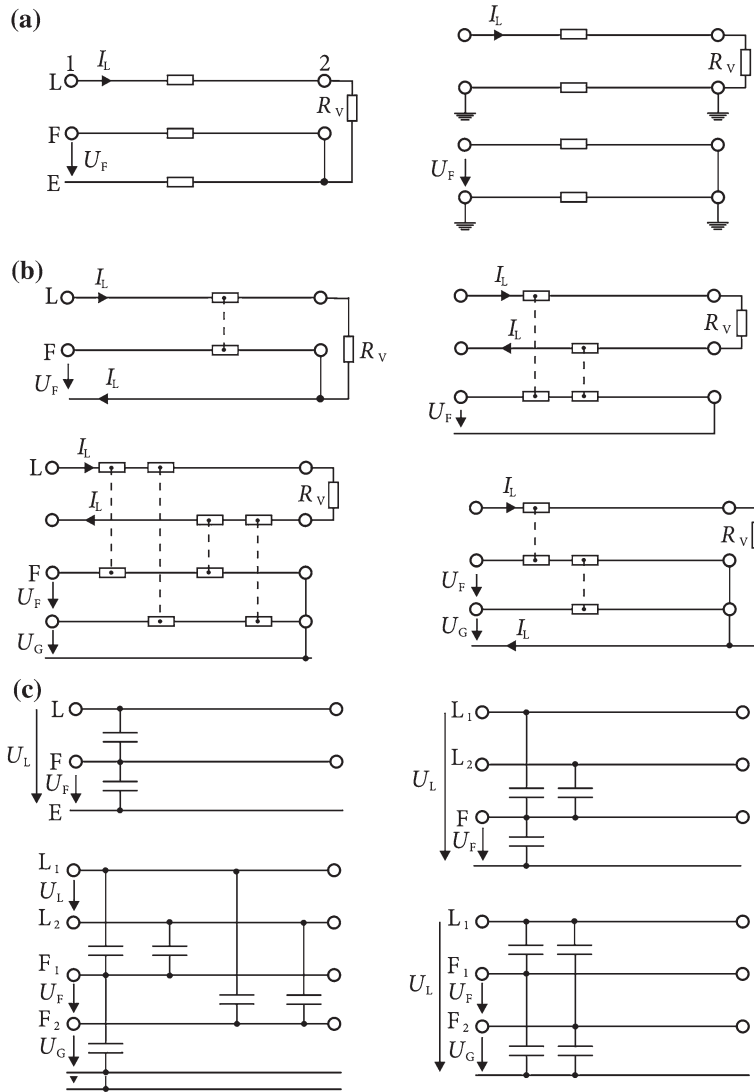 (a)
1 I_L 2
L
R_V
F
U_F
E
I_L
R_V
U_F
(b)
I_L
L
F
R_V
U_F I_L
I_L
R_V
I_L
U_F
I_L
L
I_L R_V
F
U_F
U_G
I_L
R_V
U_F
U_G I_L
(c)
L
U_L
F
U_F
E
L_1
L_2
U_L
F
U_F
L_1
U_L
L_2
F_1
U_F
F_2
U_G
L_1
F_1
U_L
U_F
F_2
U_G